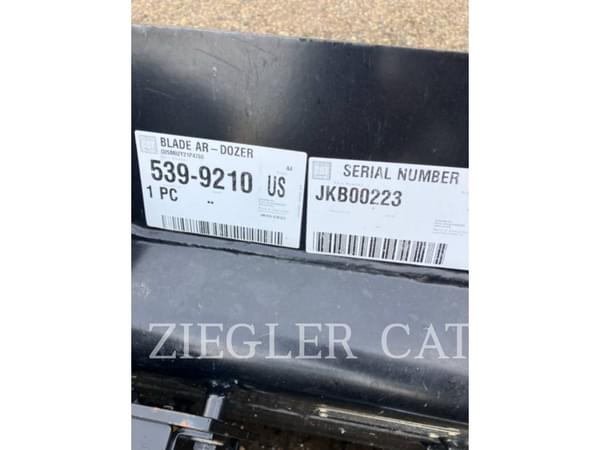 BLADE AR-DOZER
539-9210 US
1 PC
SERIAL NUMBER
JKB00223
ZIEGLER CAT